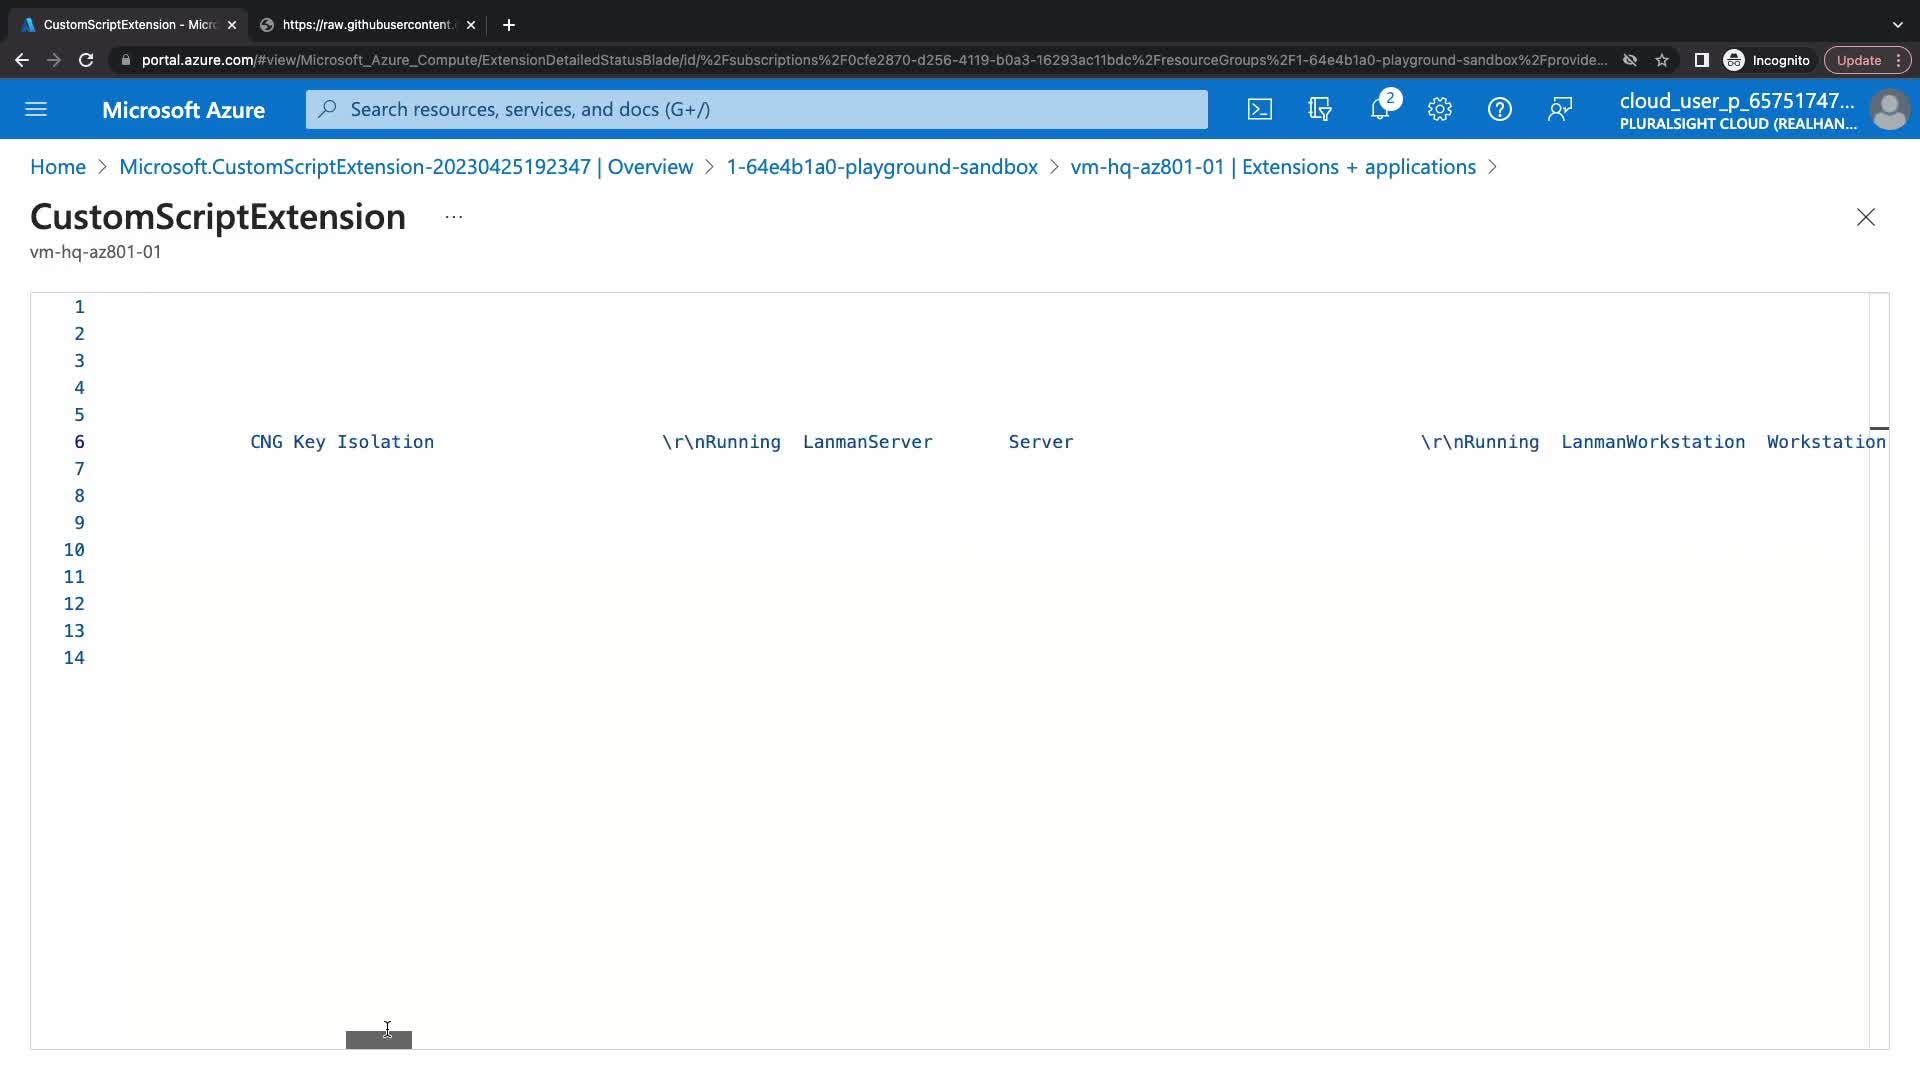 CustomScriptExtension - Micr
https://raw.githubusercontent.
portal.azure.com/#view/Microsoft_Azure_Compute/ExtensionDetailedStatusBlade/id/%2Fsubscriptions%2F0cfe2870-d256-4119-b0a3-16293ac11bdc%2FresourceGroups%2F1-64e4b1a0-playground-sandbox%2Fprovide...
Incognito
Update
Microsoft Azure
Search resources, services, and docs (G+/)
2
cloud_user_p_65751747...
PLURALSIGHT CLOUD (REALHAN...
Home > Microsoft.CustomScriptExtension-20230425192347 | Overview > 1-64e4b1a0-playground-sandbox > vm-hq-az801-01 | Extensions + applications >
CustomScriptExtension ...
vm-hq-az801-01
1
2
3
4
5
6 CNG Key Isolation \r\nRunning LanmanServer Server \r\nRunning LanmanWorkstation Workstation
7
8
9
10
11
12
13
14